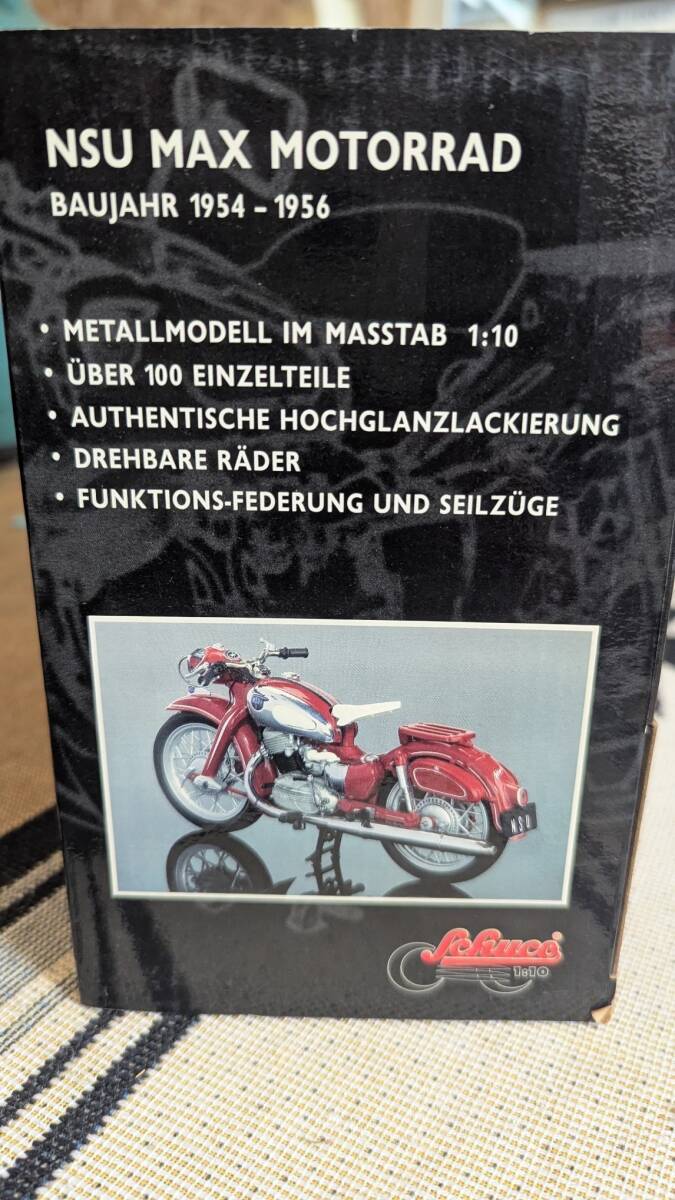 NSU MAX MOTORRAD
BAUJAHR 1954 – 1956
• METALLMODELL IM MASSTAB 1:10
• ÜBER 100 EINZELTEILE
• AUTHENTISCHE HOCHGLANZLACKIERUNG
• DREHBARE RÄDER
• FUNKTIONS-FEDERUNG UND SEILZÜGE
NSU
Schuco®
1:10